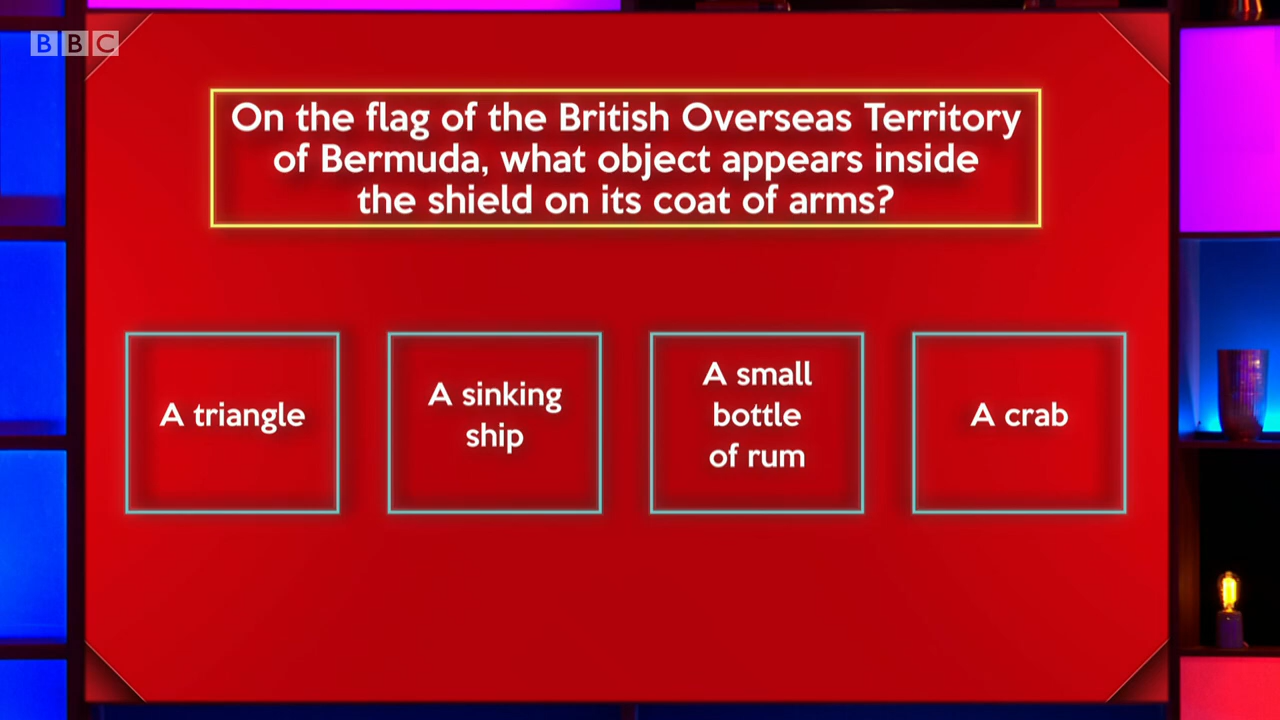 BBC
On the flag of the British Overseas Territory
of Bermuda, what object appears inside
the shield on its coat of arms?
A triangle
A sinking
ship
A small
bottle
of rum
A crab